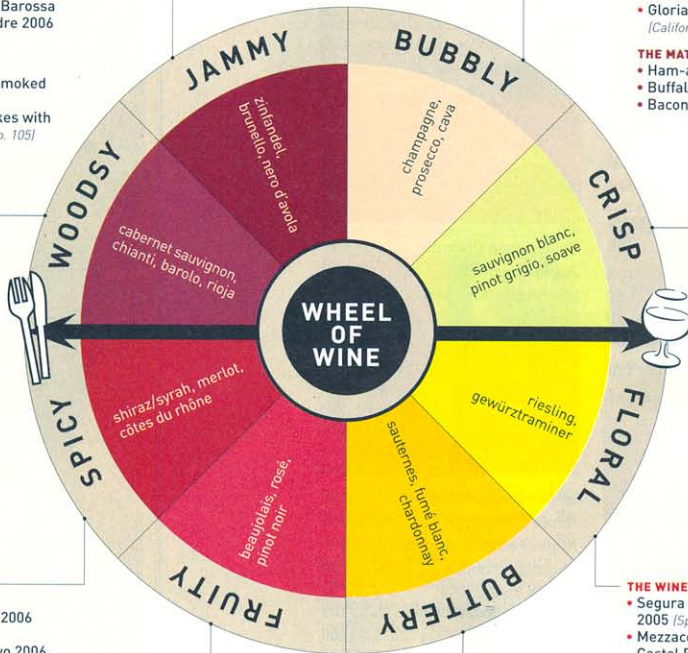 Barossa
dre 2006
moked
kes with
p. 105)
• Gloria
(Califor
THE MAT
• Ham-a
• Buffal
• Bacon
JAMMY
zinfandel,
brunello, nero d'avola
BUBBLY
champagne,
prosecco, cava
CRISP
sauvignon blanc,
pinot grigio, soave
FLORAL
riesling,
gewürztraminer
BUTTERY
sauternes, fumé blanc,
chardonnay
FRUITY
beaujolais, rosé,
pinot noir
SPICY
shiraz/syrah, merlot,
côtes du rhône
WOODSY
cabernet sauvignon,
chianti, barolo, rioja
WHEEL
OF
WINE
2006
vo 2006
THE WINE
• Segura
2005 (Sp
• Mezzac